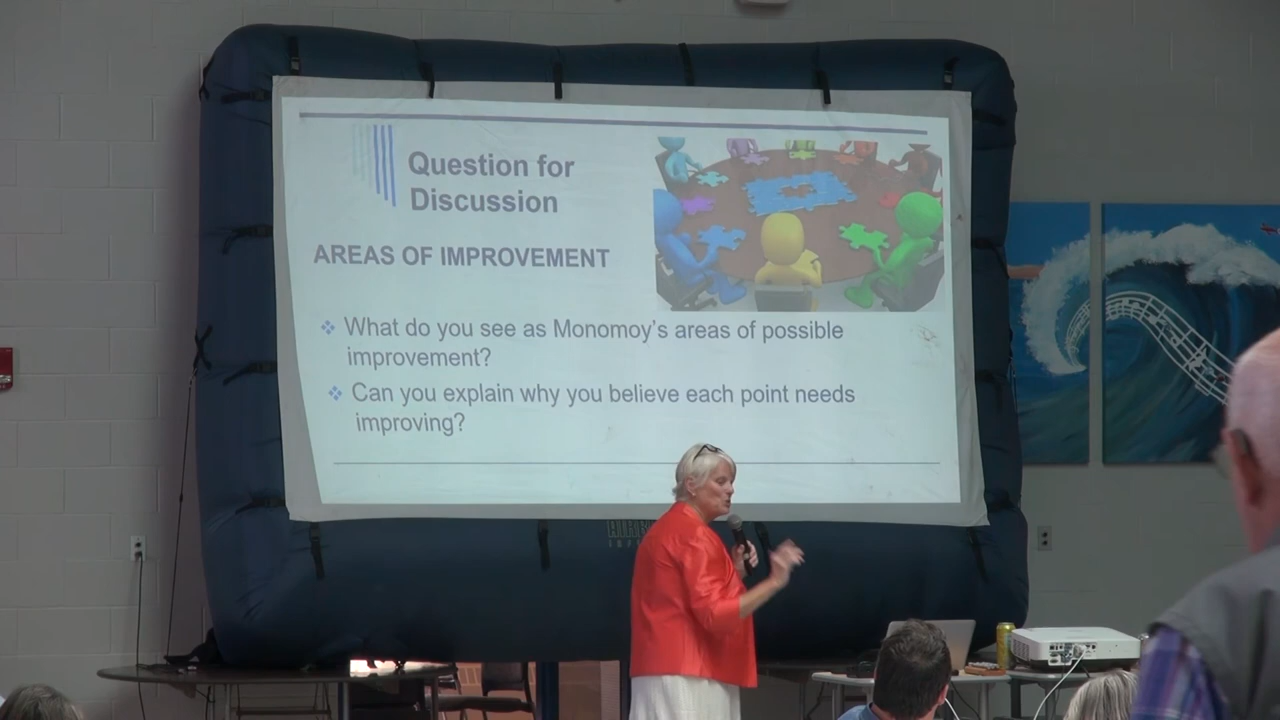 Question for
Discussion
AREAS OF IMPROVEMENT
What do you see as Monomoy's areas of possible
improvement?
Can you explain why you believe each point needs
improving?